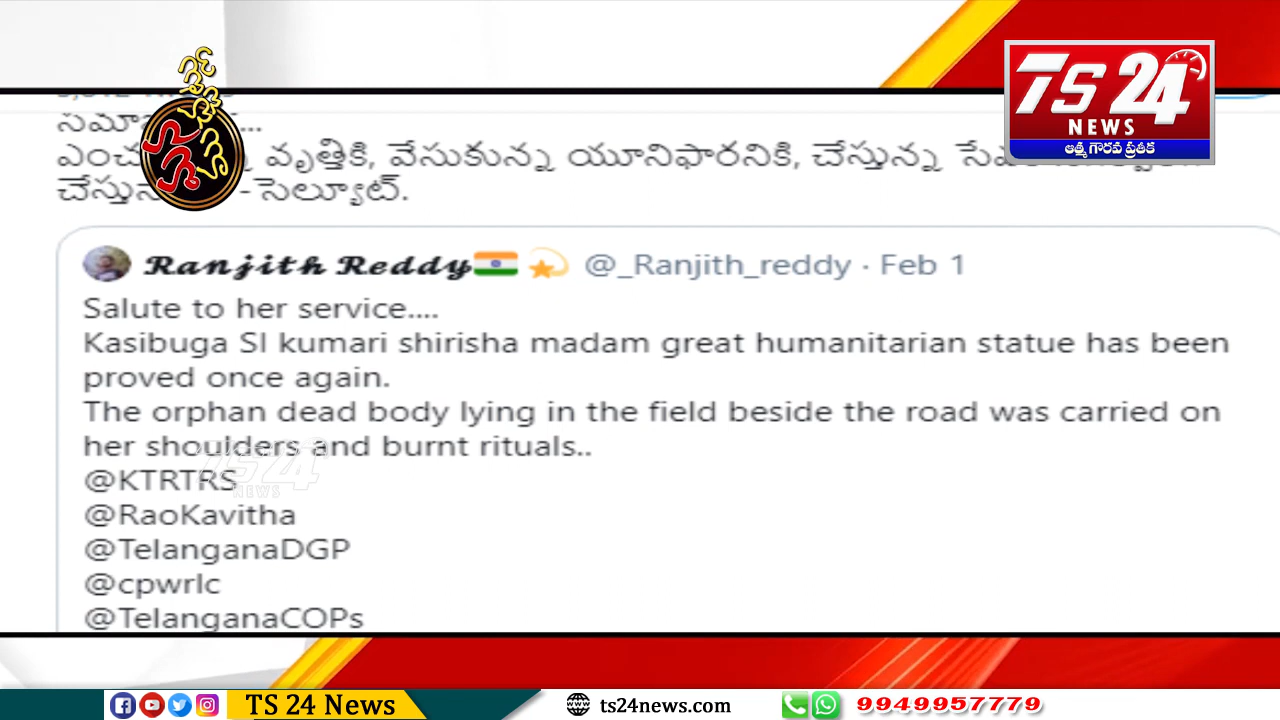 TS 24
NEWS
ఆత్మ గౌరవ ప్రతీక
వృత్తికి, వేసుకున్న యూనిఫారనికి, చేస్తున్న
-సెల్యూట్.
Ranjith Reddy @_Ranjith_reddy · Feb 1
Salute to her service....
Kasibuga SI kumari shirisha madam great humanitarian statue has been
proved once again.
The orphan dead body lying in the field beside the road was carried on
her shoulders and burnt rituals..
@KTRTRS
@RaoKavitha
@TelanganaDGP
@cpwrlc
@TelanganaCOPs
TS 24
NEWS
TS 24 News ts24news.com 9949957779